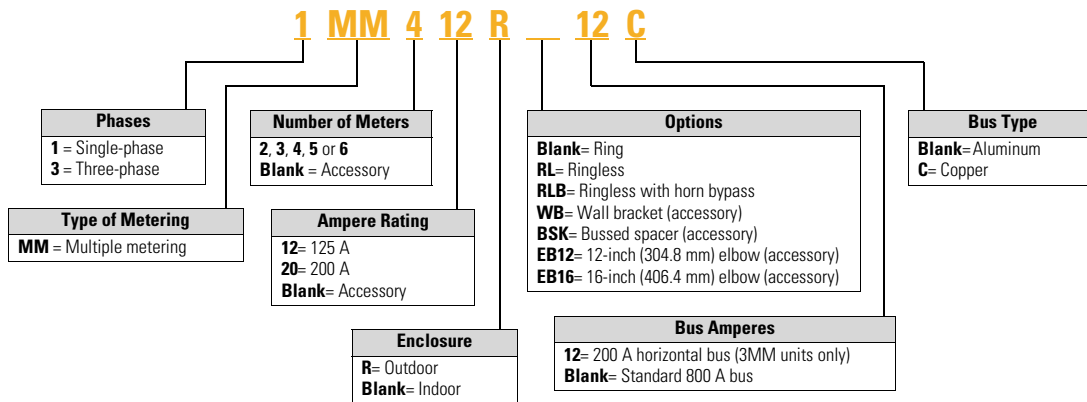 1 MM 4 12 R __ 12 C
Phases
1 = Single-phase
3 = Three-phase
Type of Metering
MM = Multiple metering
Number of Meters
2, 3, 4, 5 or 6
Blank = Accessory
Ampere Rating
12= 125 A
20= 200 A
Blank= Accessory
Enclosure
R= Outdoor
Blank= Indoor
Options
Blank= Ring
RL= Ringless
RLB= Ringless with horn bypass
WB= Wall bracket (accessory)
BSK= Bussed spacer (accessory)
EB12= 12-inch (304.8 mm) elbow (accessory)
EB16= 16-inch (406.4 mm) elbow (accessory)
Bus Amperes
12= 200 A horizontal bus (3MM units only)
Blank= Standard 800 A bus
Bus Type
Blank= Aluminum
C= Copper